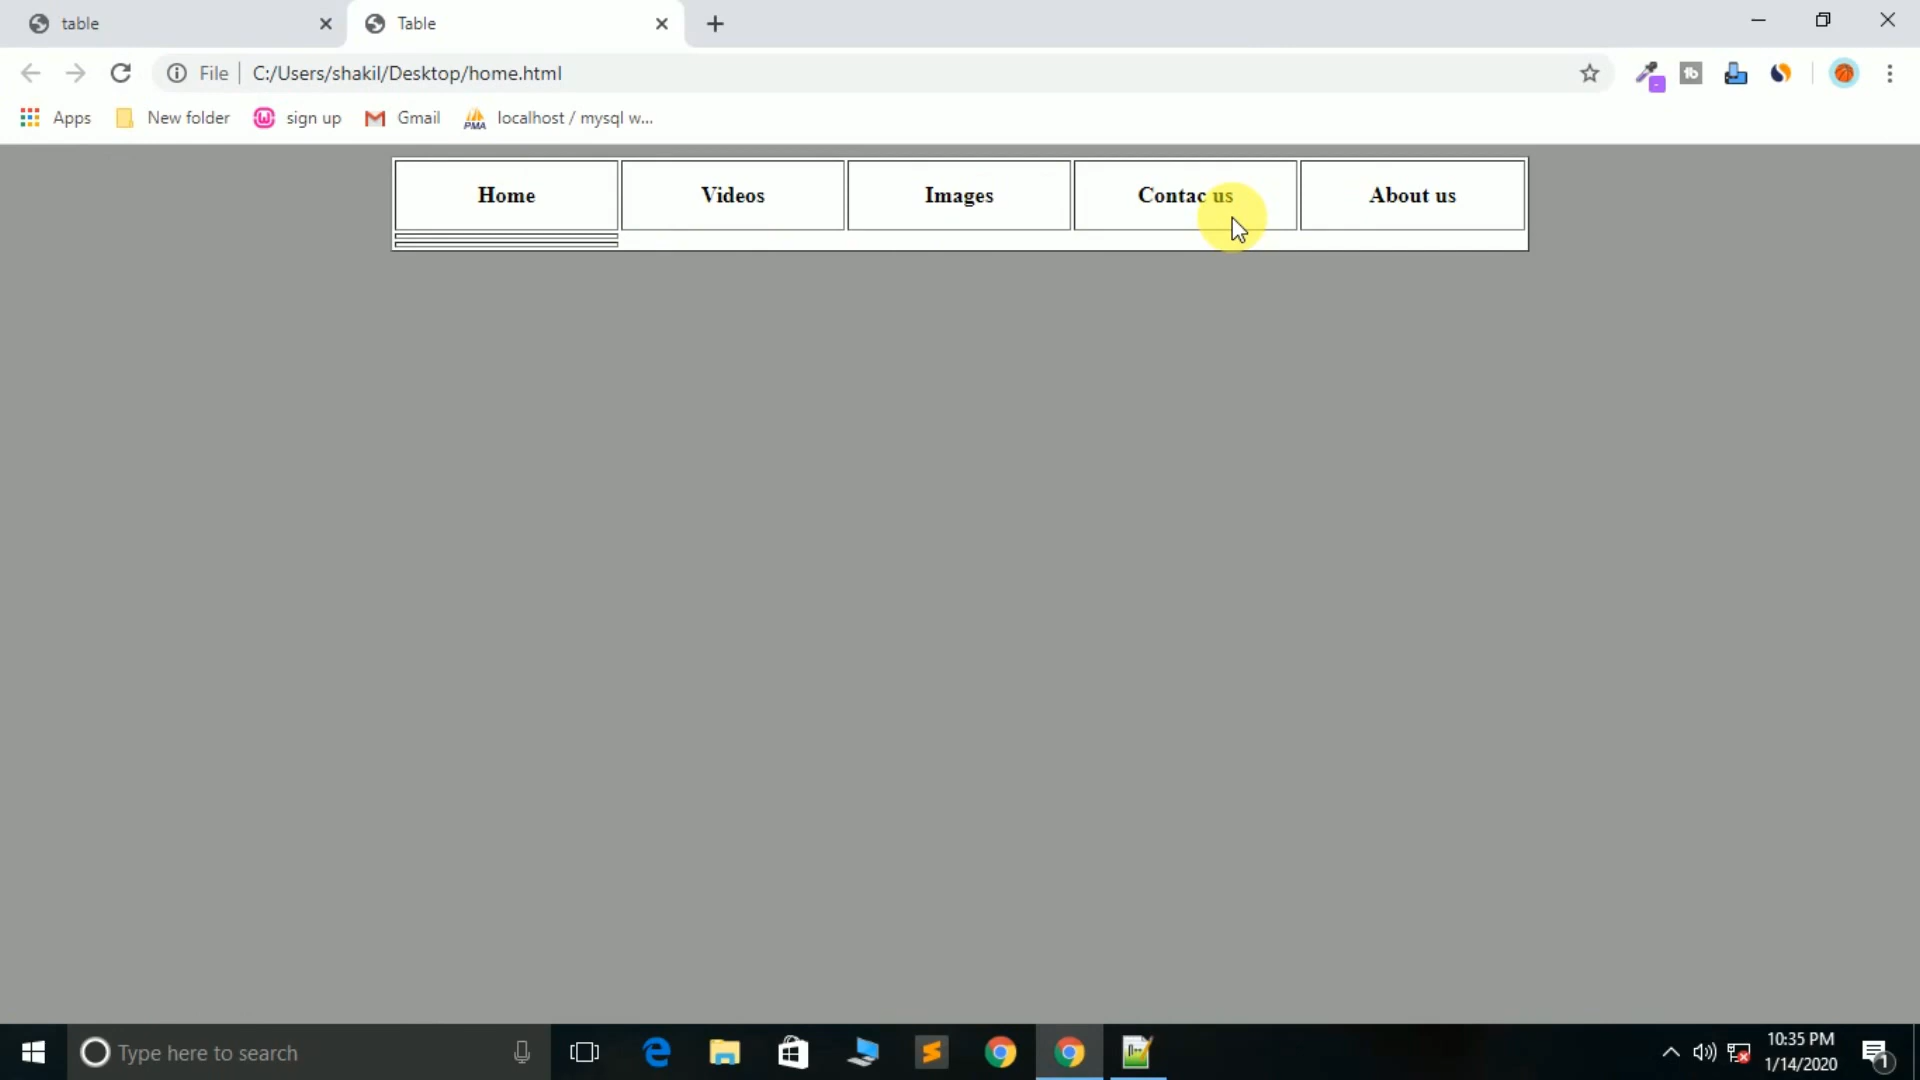 table
Table
File C:/Users/shakil/Desktop/home.html
Apps New folder sign up Gmail localhost / mysql w...
Home Videos Images Contac us About us
Type here to search
10:35 PM
1/14/2020
1